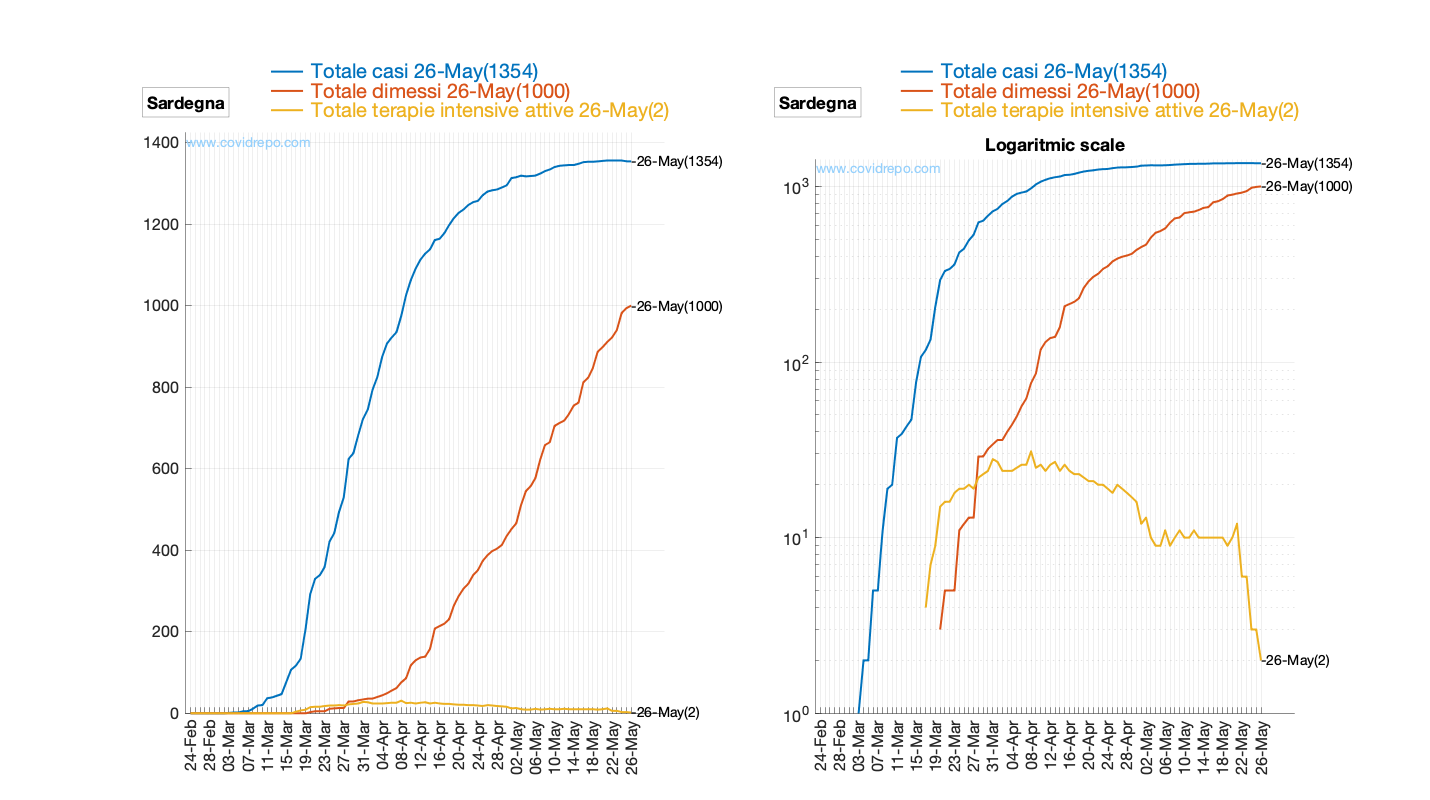 Totale casi 26-May(1354)
Totale dimessi 26-May(1000)
Totale terapie intensive attive 26-May(2)
Sardegna
www.covidrepo.com
1400
1200
1000
800
600
400
200
0
26-May(1354)
26-May(1000)
26-May(2)
24-Feb
28-Feb
03-Mar
07-Mar
11-Mar
15-Mar
19-Mar
23-Mar
27-Mar
31-Mar
04-Apr
08-Apr
12-Apr
16-Apr
20-Apr
24-Apr
28-Apr
02-May
06-May
10-May
14-May
18-May
22-May
26-May
Totale casi 26-May(1354)
Totale dimessi 26-May(1000)
Totale terapie intensive attive 26-May(2)
Sardegna
Logaritmic scale
www.covidrepo.com
10³
10²
10¹
10⁰
26-May(1354)
26-May(1000)
26-May(2)
24-Feb
28-Feb
03-Mar
07-Mar
11-Mar
15-Mar
19-Mar
23-Mar
27-Mar
31-Mar
04-Apr
08-Apr
12-Apr
16-Apr
20-Apr
24-Apr
28-Apr
02-May
06-May
10-May
14-May
18-May
22-May
26-May